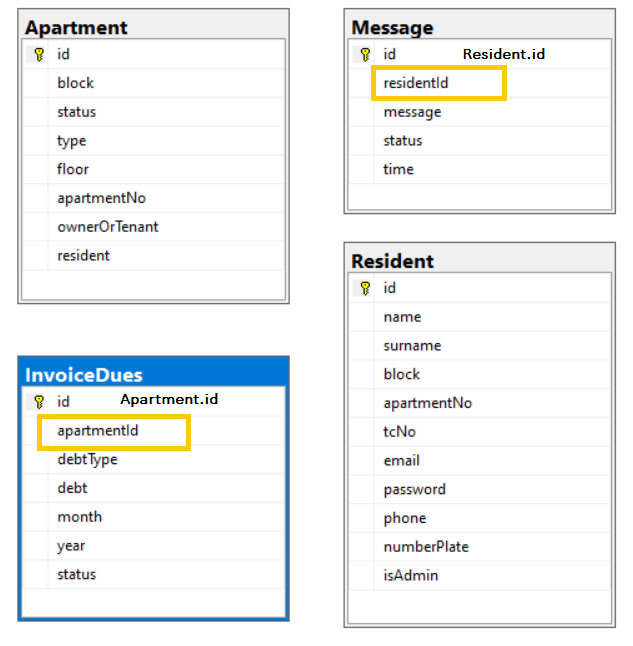 Apartment
id
block
status
type
floor
apartmentNo
ownerOrTenant
resident
Message
id Resident.id
residentId
message
status
time
InvoiceDues
id Apartment.id
apartmentId
debtType
debt
month
year
status
Resident
id
name
surname
block
apartmentNo
tcNo
email
password
phone
numberPlate
isAdmin